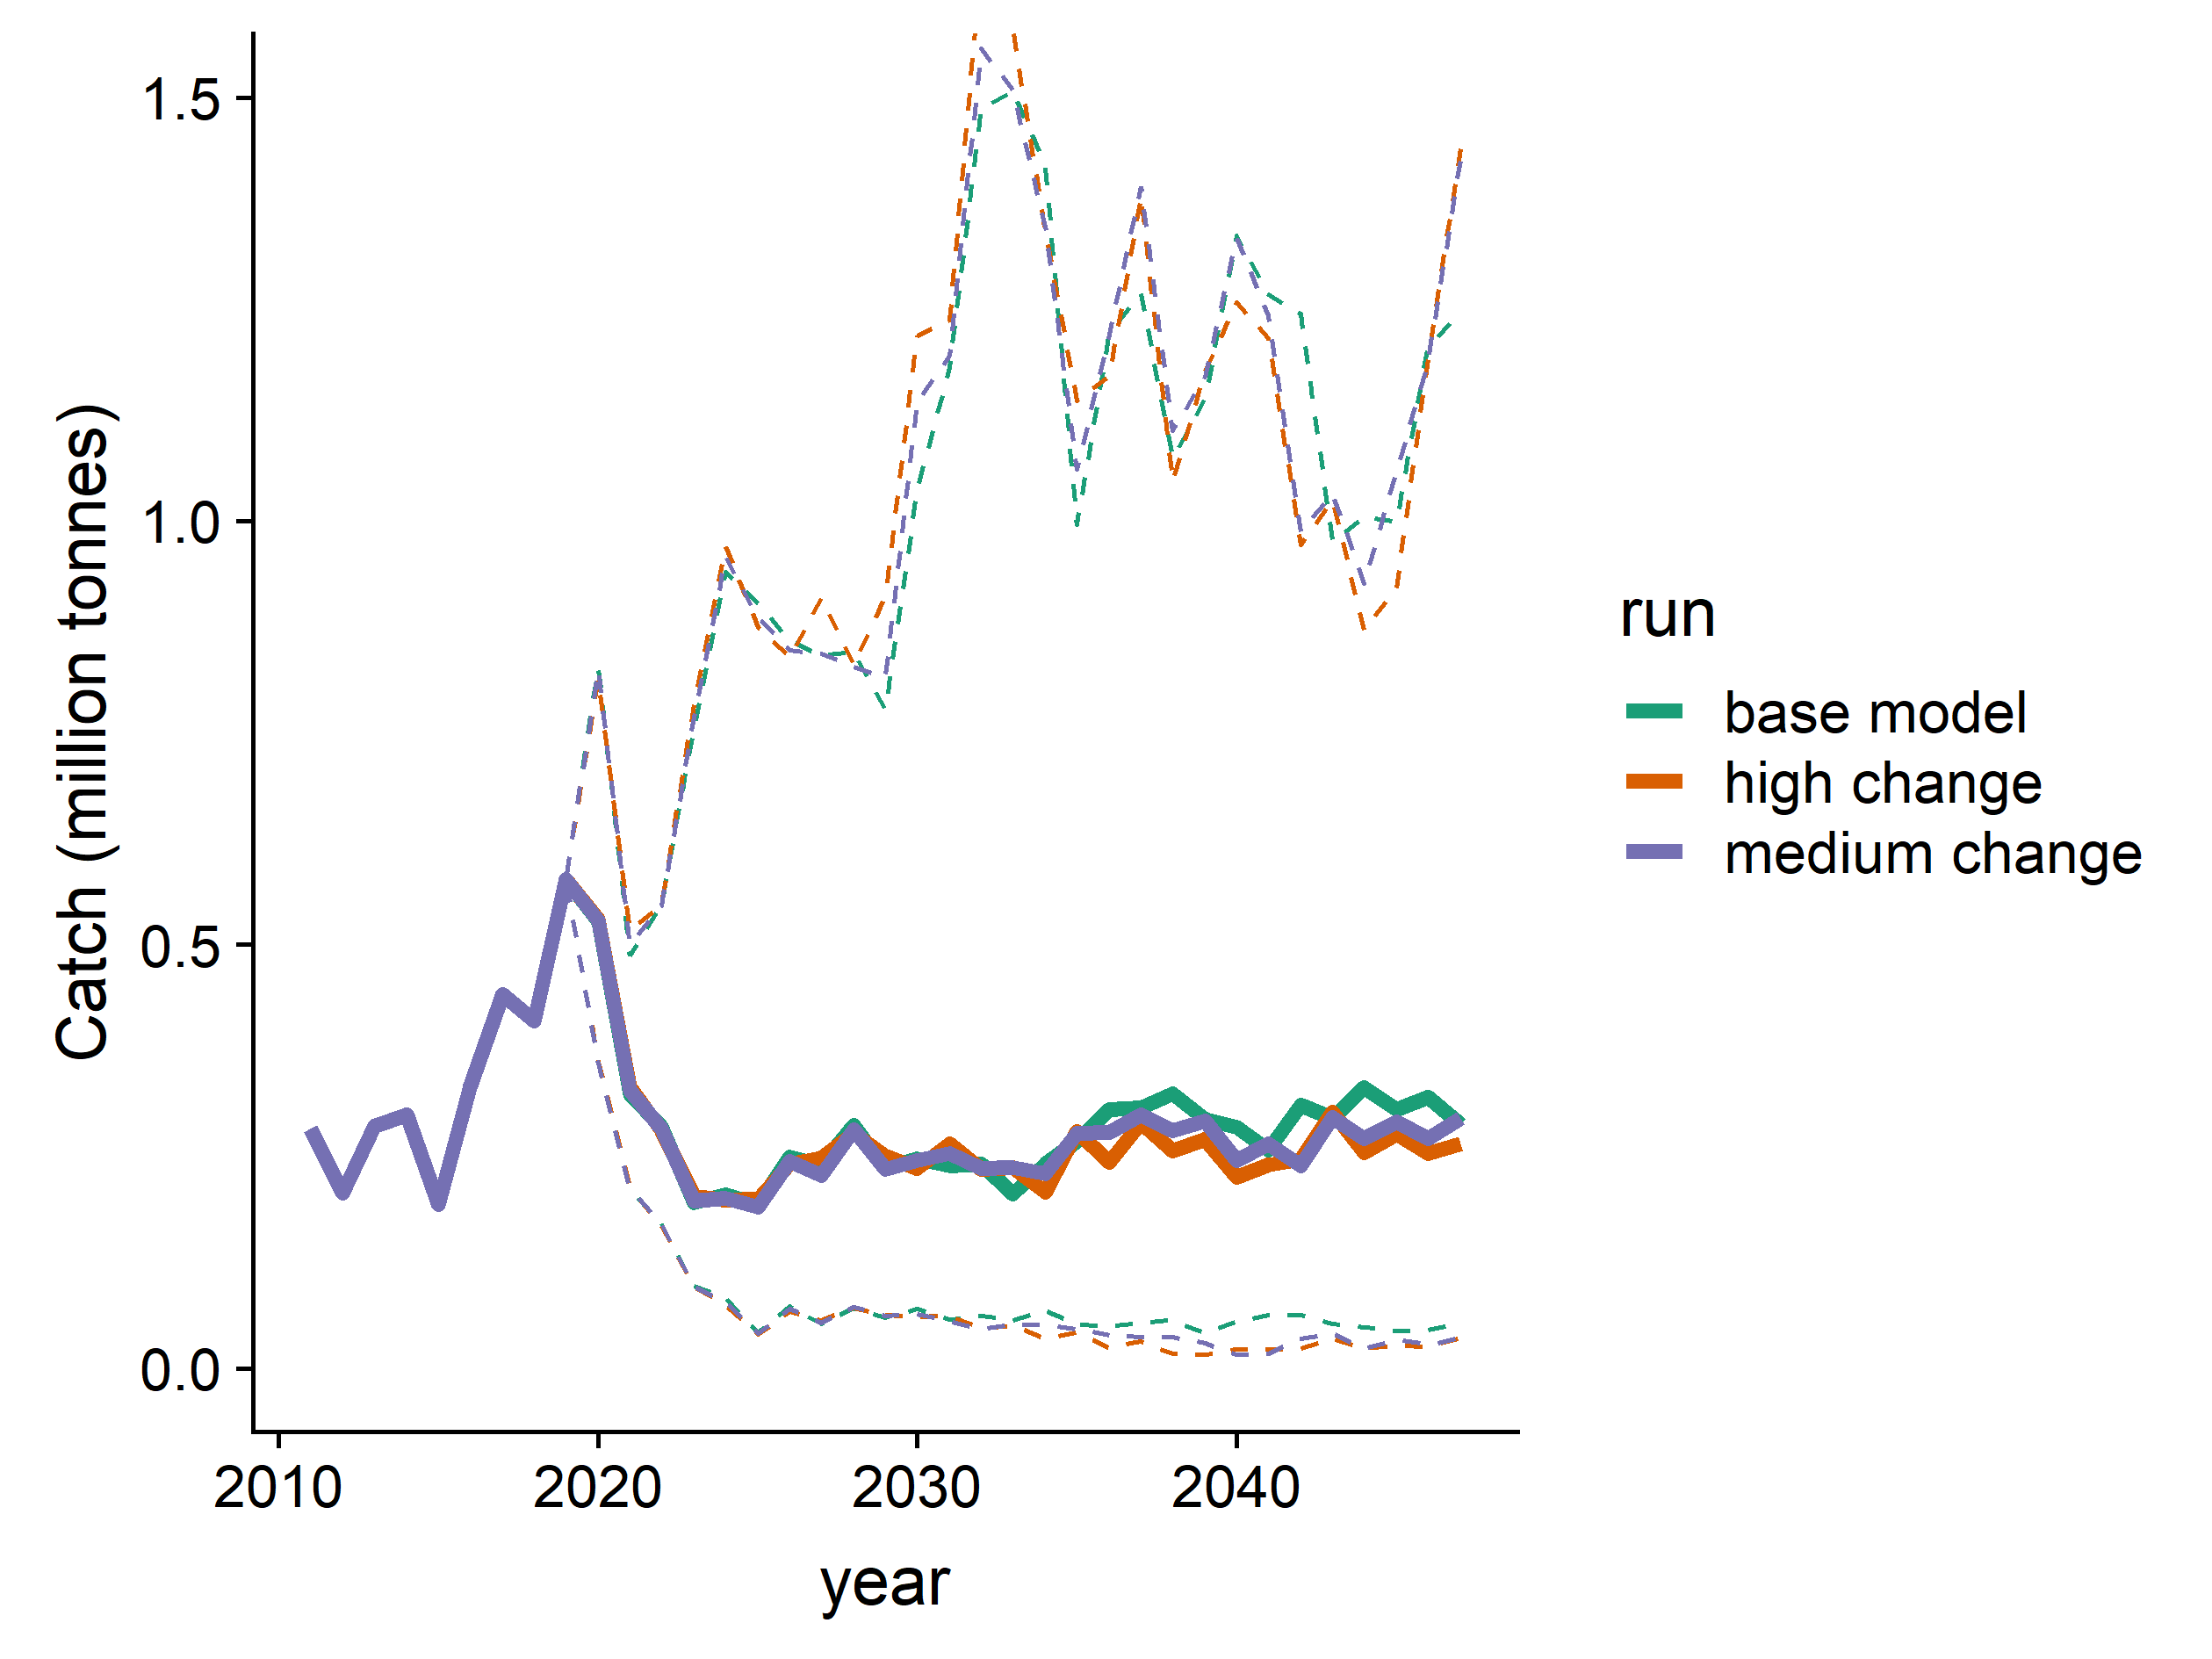 1.5
1.0
0.5
0.0
Catch (million tonnes)
2010 2020 2030 2040
year
run
base model
high change
medium change